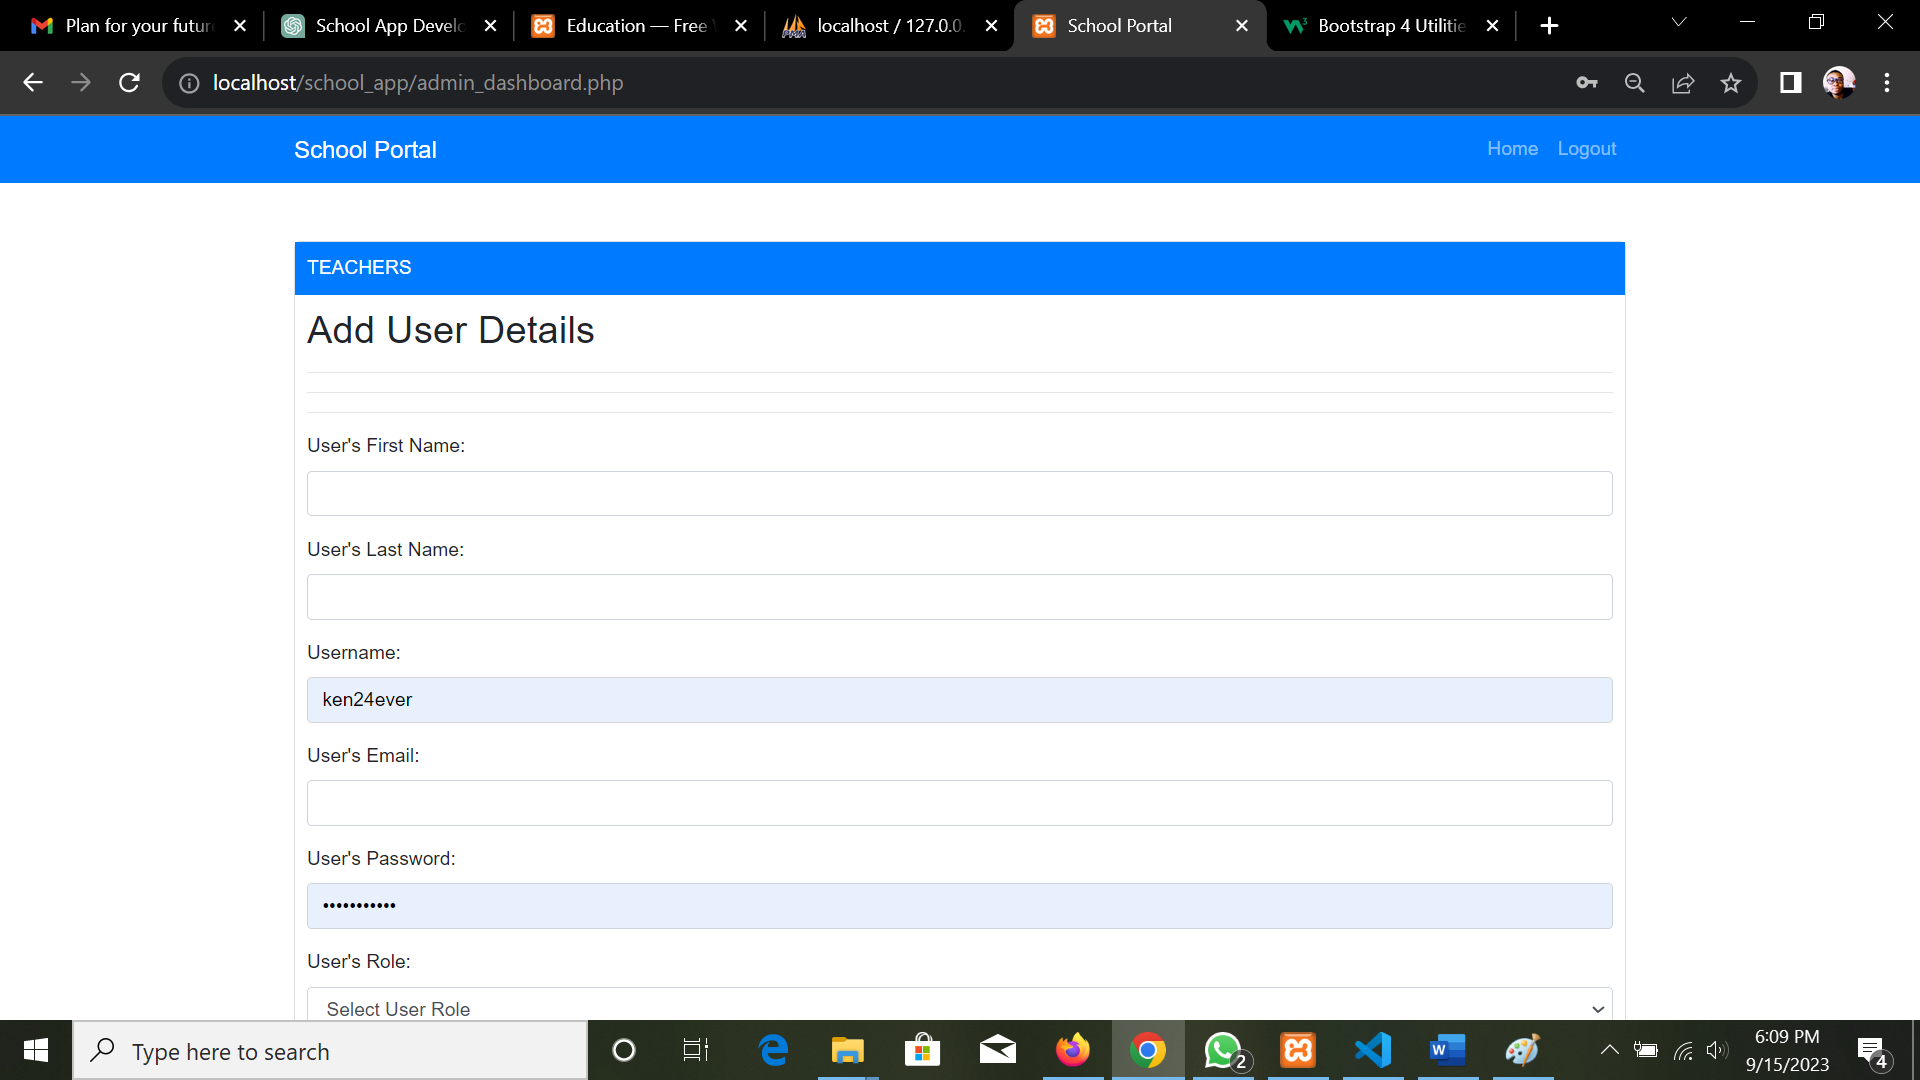 Plan for your futur
School App Develo
Education — Free
localhost / 127.0.0.
School Portal
Bootstrap 4 Utilitie
localhost/school_app/admin_dashboard.php
School Portal
Home Logout
TEACHERS
Add User Details
User's First Name:
User's Last Name:
Username:
ken24ever
User's Email:
User's Password:
•••••••••••
User's Role:
Select User Role
Type here to search
2
6:09 PM
9/15/2023
4